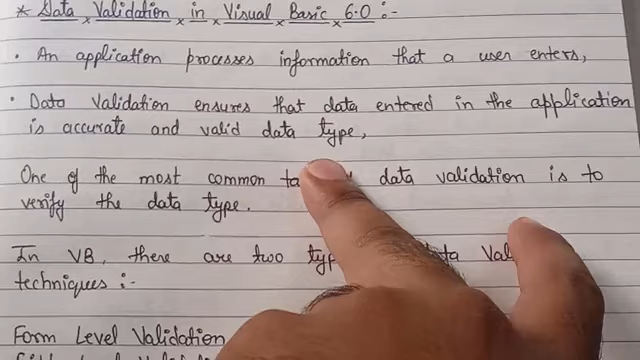 * Data Validation in Visual Basic 6.0 :-
• An application processes information that a user enters,
• Data Validation ensures that data entered in the application
is accurate and valid data type,
One of the most common data validation is to
verify the data type.
In VB, there are two
techniques :-
Form Level Validation